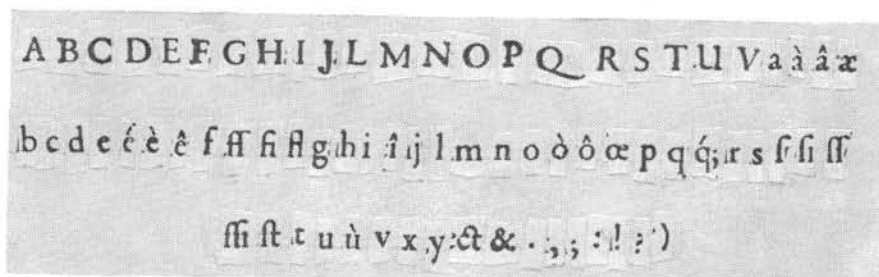 A B C D E F G H I J L M N O P Q R S T U V a à â æ
b c d e é è ê f ff fi fl g h i î j l m n o ò ô œ p q q́; r s ſ ſi ſſ
ſſi ſt t u ù v x y ct & . , ; : ! ? ' )